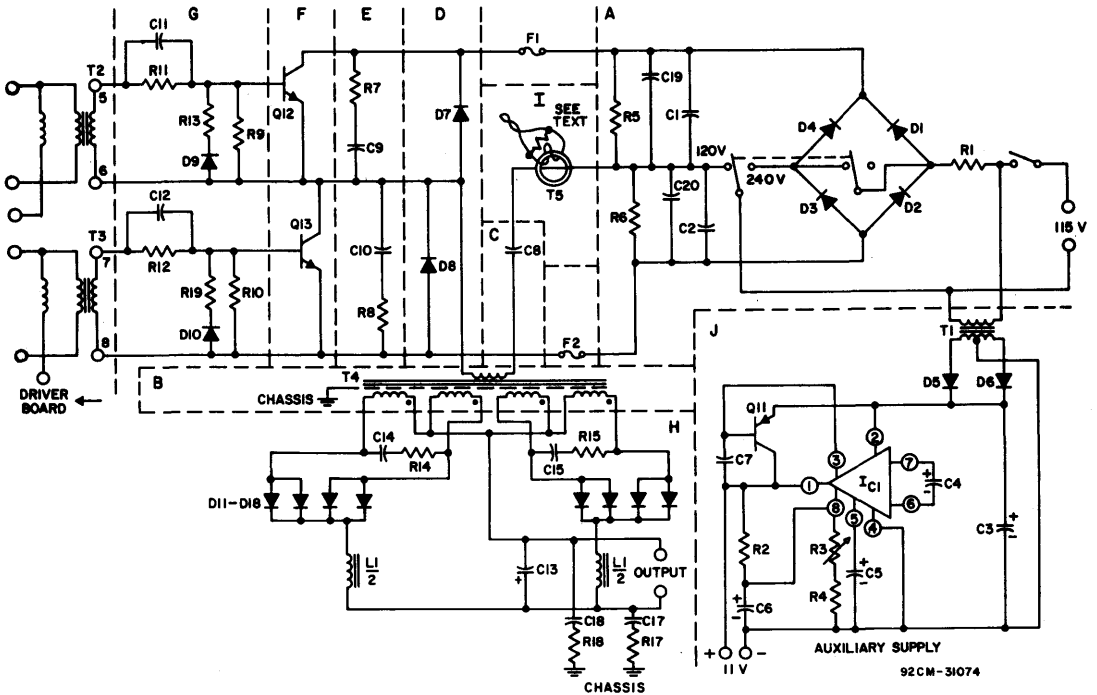 G
F
E
D
A
C11
F1
T2
5
R11
R7
I
SEE
TEXT
R5
C19
C1
D4
D1
Q12
R13
R9
D7
D9
C9
120V
R1
6
240V
T5
C20
C2
D3
D2
115 V
C12
Q13
R6
T3
7
R12
C10
C
C8
D8
R19
R10
R8
D10
J
T1
8
F2
DRIVER
BOARD
B
T4
CHASSIS
D5
D6
Q11
H
C14
R14
R15
C15
C7
2
3
7
1
IC1
C4
+
-
6
D11-D18
8
5
4
C3
+
-
R2
R3
L1
2
C13
+
L1
2
OUTPUT
+
C5
-
R4
+
C6
-
C18
R18
C17
R17
AUXILIARY SUPPLY
+
11 V
-
CHASSIS
92CM-31074